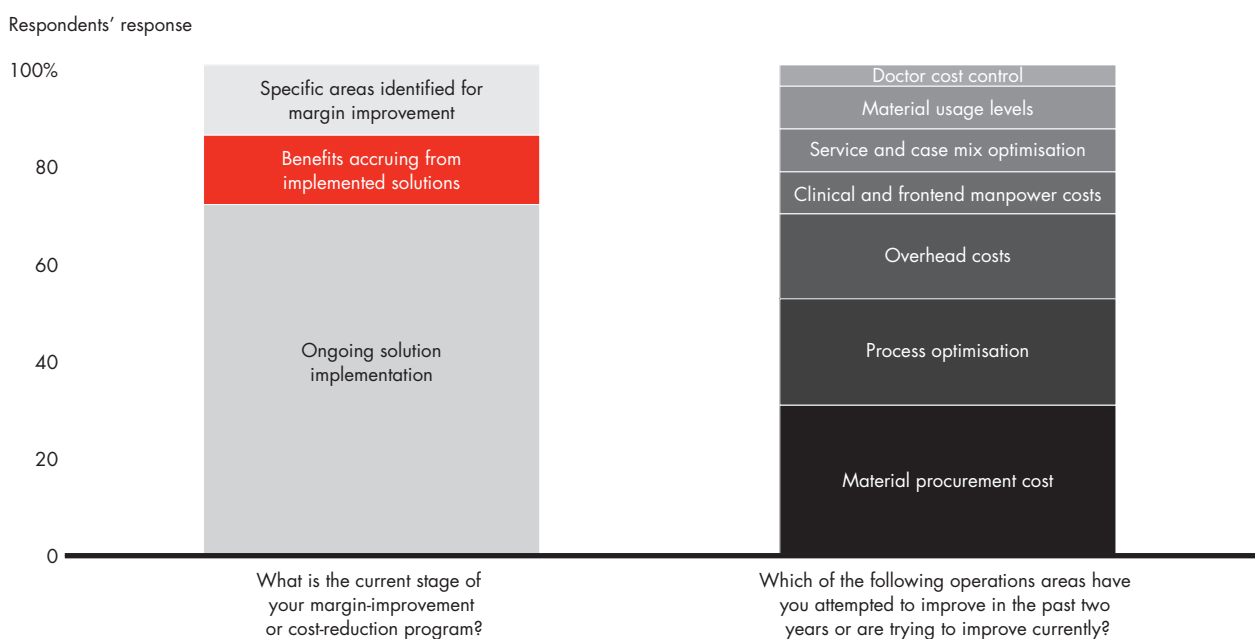 Respondents’ response
100%
80
60
40
20
0
Specific areas identified for
margin improvement
Benefits accruing from
implemented solutions
Ongoing solution
implementation
What is the current stage of
your margin-improvement
or cost-reduction program?
Doctor cost control
Material usage levels
Service and case mix optimisation
Clinical and frontend manpower costs
Overhead costs
Process optimisation
Material procurement cost
Which of the following operations areas have
you attempted to improve in the past two
years or are trying to improve currently?